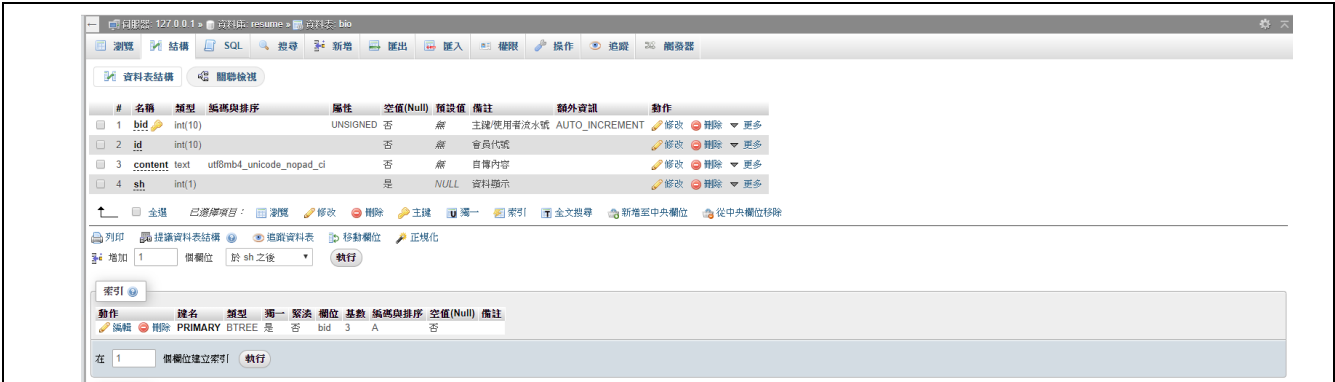 伺服器: 127.0.0.1 » 資料庫: resume » 資料表: bio
瀏覽 結構 SQL 搜尋 新增 匯出 匯入 權限 操作 追蹤 觸發器
資料表結構 關聯檢視
# 名稱 類型 編碼與排序 屬性 空值(Null) 預設值 備註 額外資訊 動作
1 bid int(10) UNSIGNED 否 無 主鍵/使用者流水號 AUTO_INCREMENT 修改 刪除 更多
2 id int(10) 否 無 會員代號 修改 刪除 更多
3 content text utf8mb4_unicode_nopad_ci 否 無 自傳內容 修改 刪除 更多
4 sh int(1) 是 NULL 資料顯示 修改 刪除 更多
全選 已選擇項目: 瀏覽 修改 刪除 主鍵 獨一 索引 全文搜尋 新增至中央欄位 從中央欄位移除
列印 提議資料表結構 追蹤資料表 移動欄位 正規化
增加 1 個欄位 於 sh 之後 執行
索引
動作 鍵名 類型 獨一 緊湊 欄位 基數 編碼與排序 空值(Null) 備註
編輯 刪除 PRIMARY BTREE 是 否 bid 3 A 否
在 1 個欄位建立索引 執行